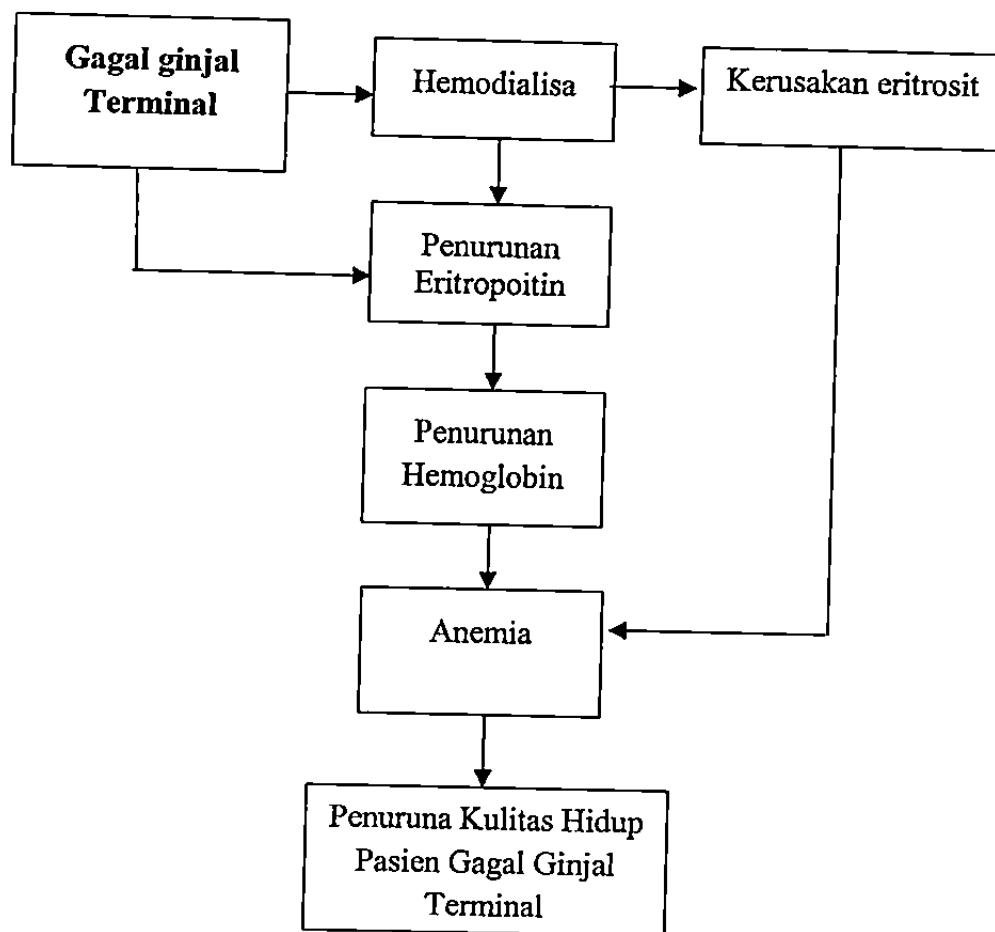 Gagal ginjal
Terminal
Hemodialisa
Kerusakan eritrosit
Penurunan
Eritropoitin
Penurunan
Hemoglobin
Anemia
Penuruna Kulitas Hidup
Pasien Gagal Ginjal
Terminal